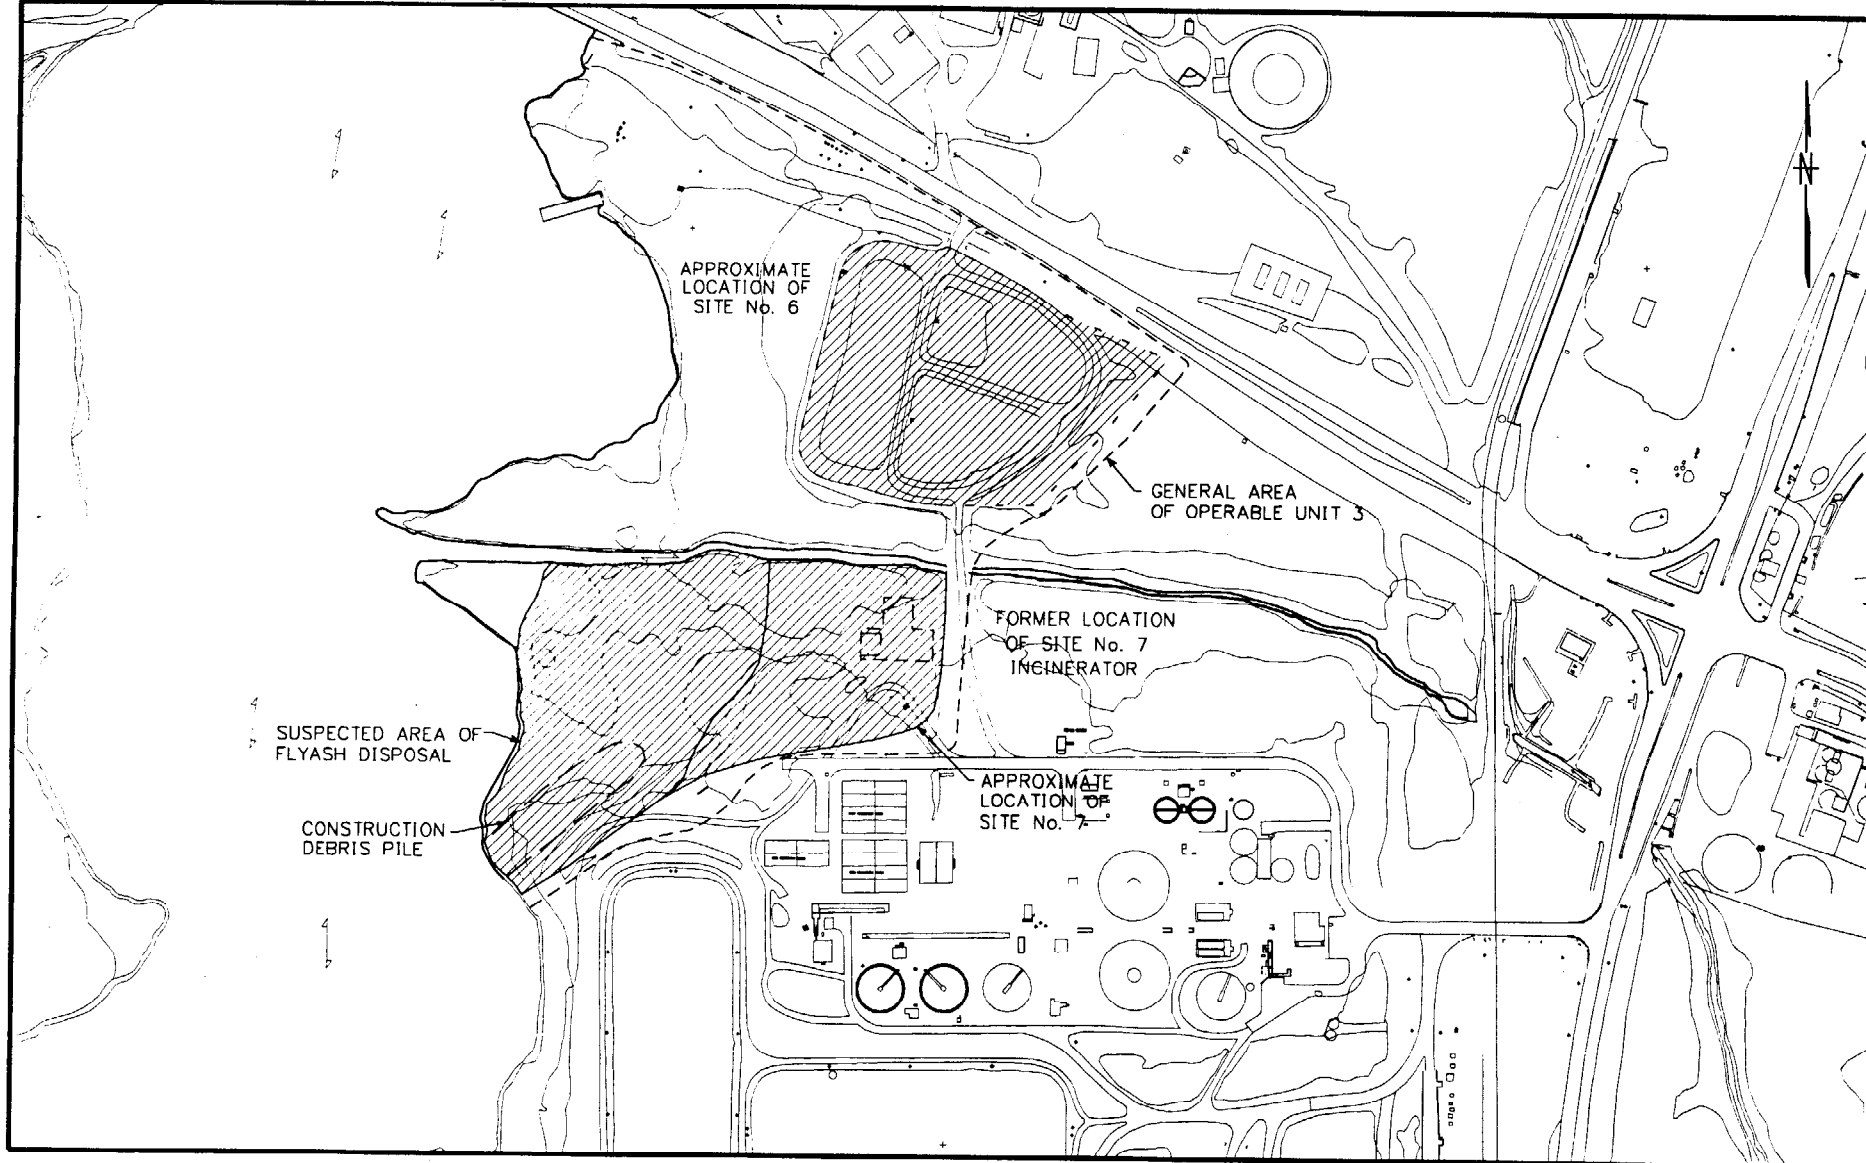 N
APPROXIMATE
LOCATION OF
SITE No. 6
GENERAL AREA
OF OPERABLE UNIT 3
FORMER LOCATION
OF SITE No. 7
INCINERATOR
SUSPECTED AREA OF
FLYASH DISPOSAL
APPROXIMATE
LOCATION OF
SITE No. 7
CONSTRUCTION
DEBRIS PILE